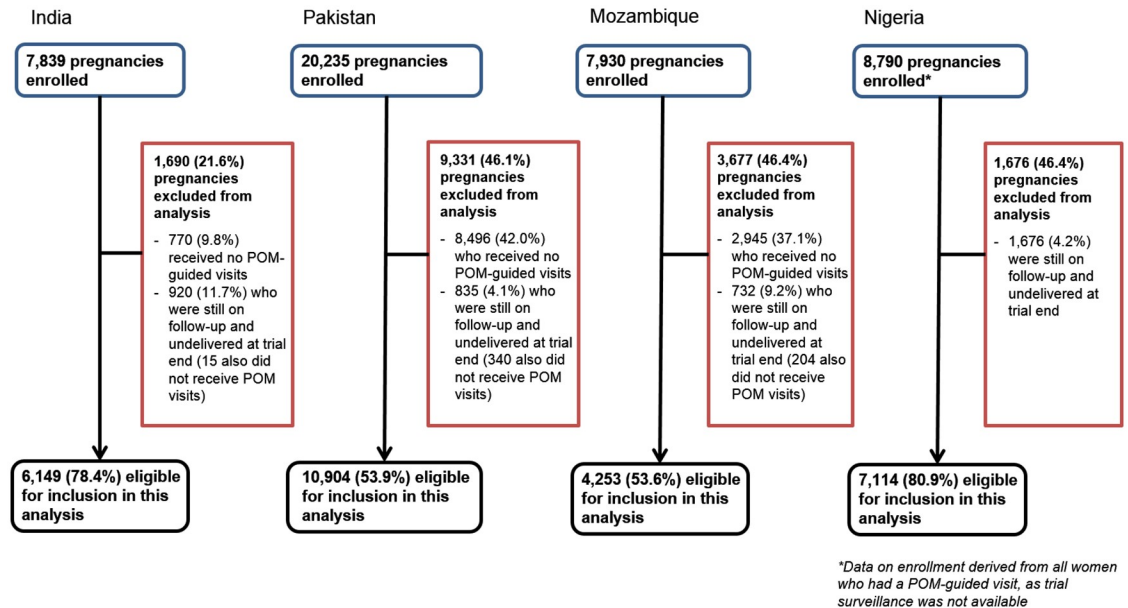 India
7,839 pregnancies
enrolled
1,690 (21.6%)
pregnancies
excluded from
analysis
- 770 (9.8%)
received no POM-
guided visits
- 920 (11.7%) who
were still on
follow-up and
undelivered at trial
end (15 also did
not receive POM
visits)
6,149 (78.4%) eligible
for inclusion in this
analysis
Pakistan
20,235 pregnancies
enrolled
9,331 (46.1%)
pregnancies
excluded from
analysis
- 8,496 (42.0%)
who received no
POM-guided visits
- 835 (4.1%) who
were still on
follow-up and
undelivered at trial
end (340 also did
not receive POM
visits)
10,904 (53.9%) eligible
for inclusion in this
analysis
Mozambique
7,930 pregnancies
enrolled
3,677 (46.4%)
pregnancies
excluded from
analysis
- 2,945 (37.1%)
who received no
POM-guided visits
- 732 (9.2%) who
were still on
follow-up and
undelivered at
trial end (204 also
did not receive
POM visits)
4,253 (53.6%) eligible
for inclusion in this
analysis
Nigeria
8,790 pregnancies
enrolled*
1,676 (46.4%)
pregnancies
excluded from
analysis
- 1,676 (4.2%)
were still on
follow-up and
undelivered at
trial end
7,114 (80.9%) eligible
for inclusion in this
analysis
*Data on enrollment derived from all women
who had a POM-guided visit, as trial
surveillance was not available